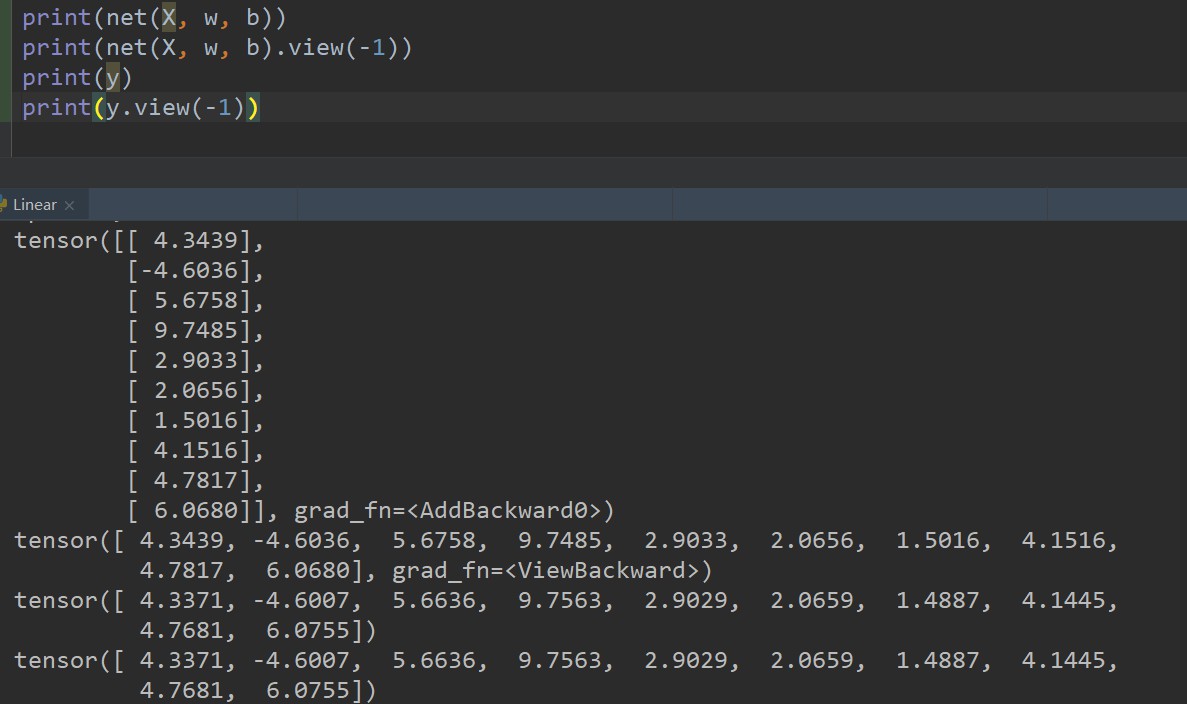 print(net(X, w, b))
print(net(X, w, b).view(-1))
print(y)
print(y.view(-1))
Linear ×
tensor([[ 4.3439],
        [-4.6036],
        [ 5.6758],
        [ 9.7485],
        [ 2.9033],
        [ 2.0656],
        [ 1.5016],
        [ 4.1516],
        [ 4.7817],
        [ 6.0680]], grad_fn=<AddBackward0>)
tensor([ 4.3439, -4.6036,  5.6758,  9.7485,  2.9033,  2.0656,  1.5016,  4.1516,
         4.7817,  6.0680], grad_fn=<ViewBackward>)
tensor([ 4.3371, -4.6007,  5.6636,  9.7563,  2.9029,  2.0659,  1.4887,  4.1445,
         4.7681,  6.0755])
tensor([ 4.3371, -4.6007,  5.6636,  9.7563,  2.9029,  2.0659,  1.4887,  4.1445,
         4.7681,  6.0755])